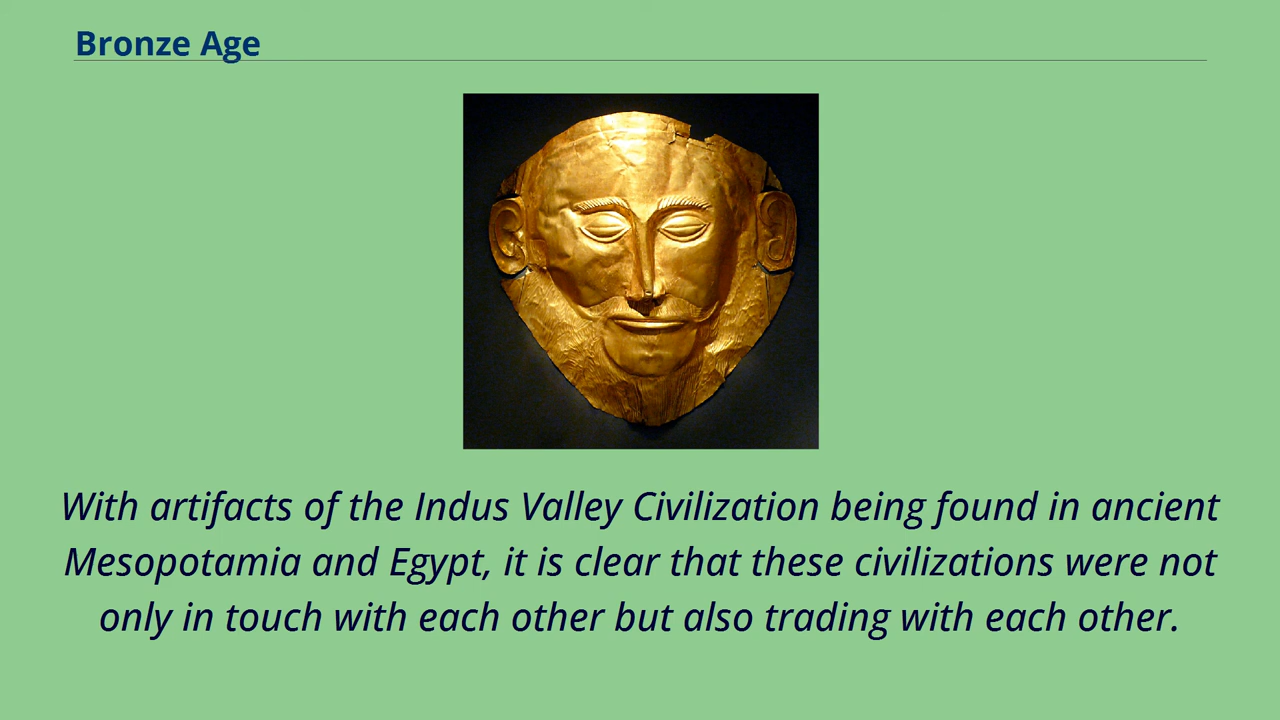 Bronze Age
With artifacts of the Indus Valley Civilization being found in ancient
Mesopotamia and Egypt, it is clear that these civilizations were not
only in touch with each other but also trading with each other.